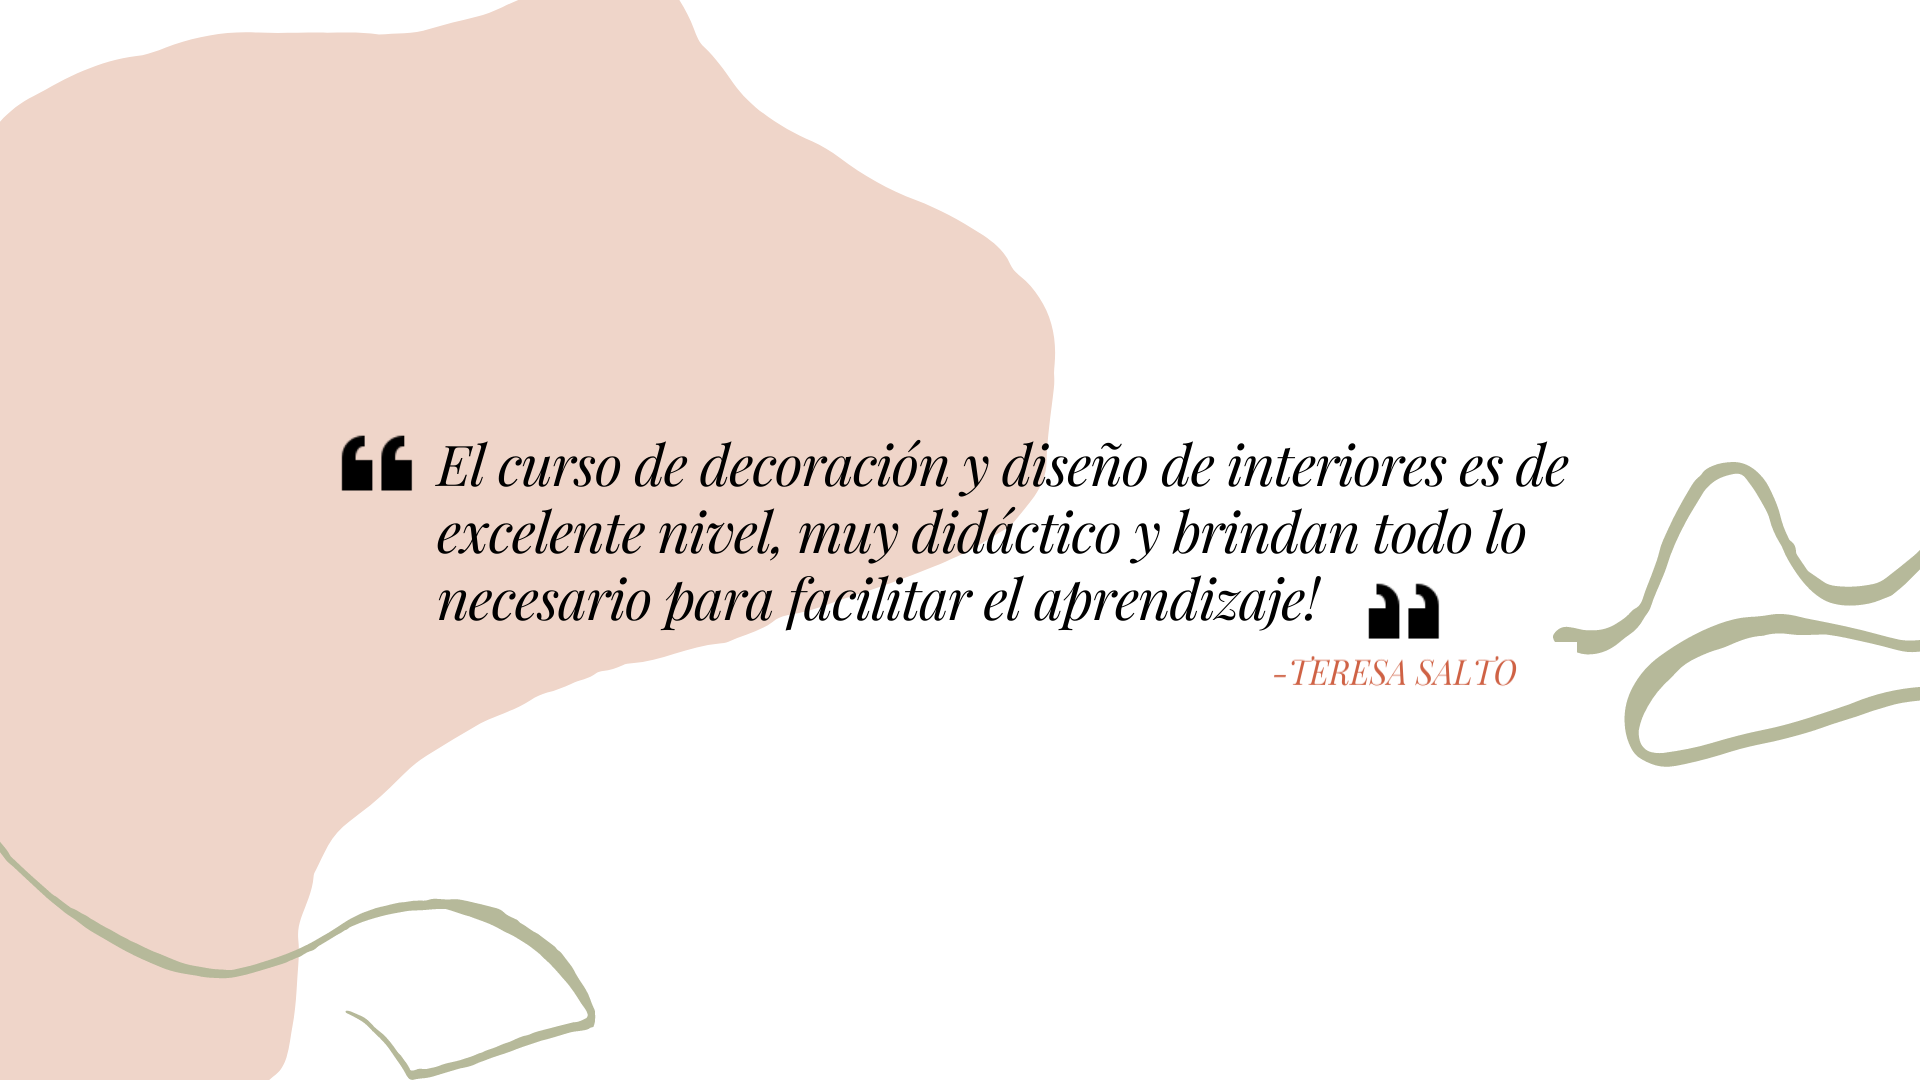 ❝ El curso de decoración y diseño de interiores es de
excelente nivel, muy didáctico y brindan todo lo
necesario para facilitar el aprendizaje! ❞
-TERESA SALTO